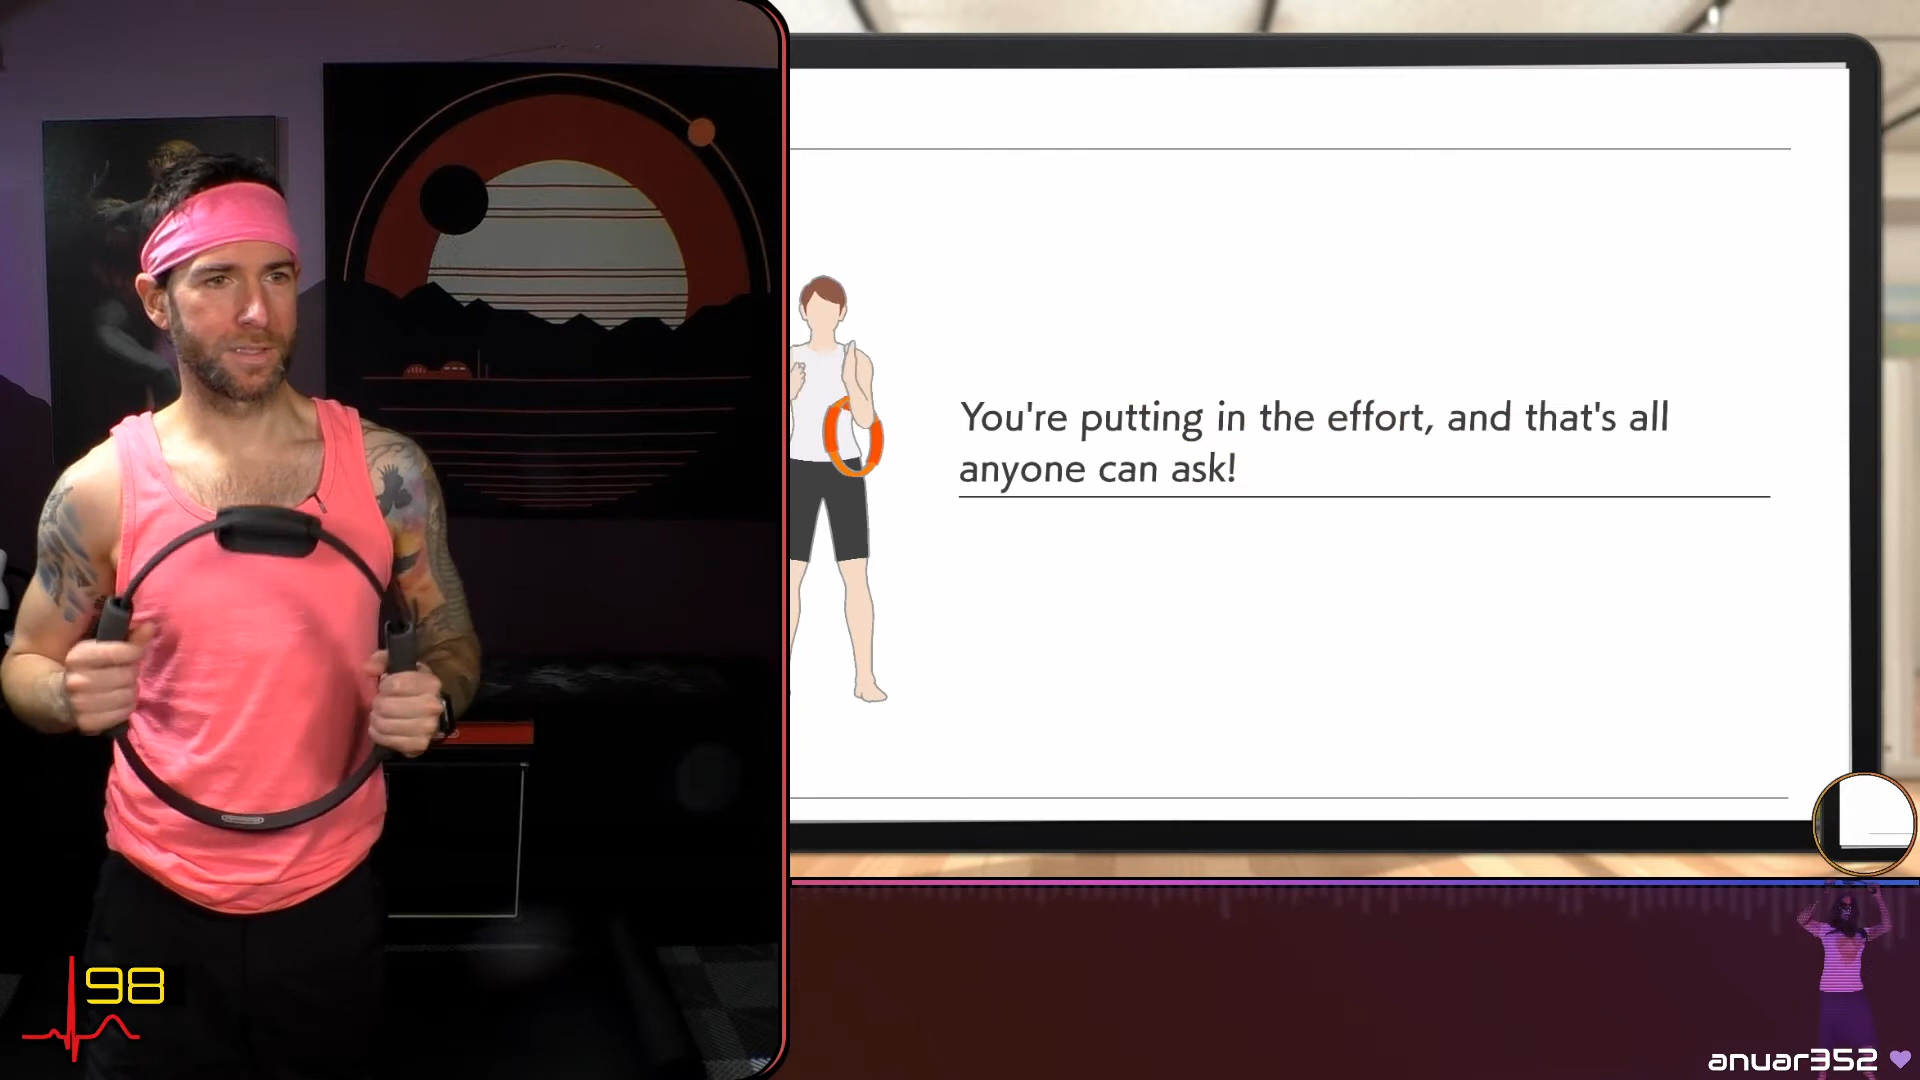 You're putting in the effort, and that's all
anyone can ask!
98
anuar352